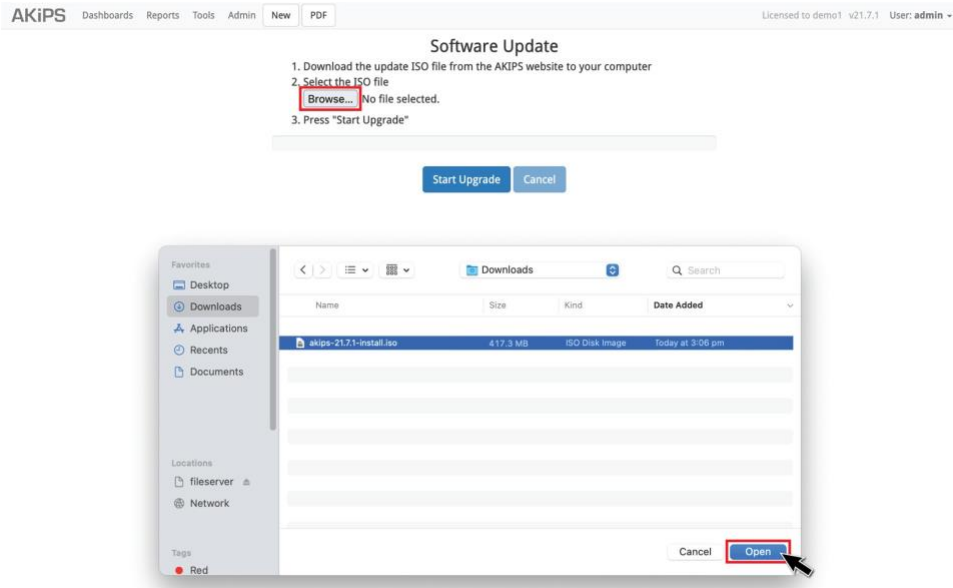 AKiPS Dashboards Reports Tools Admin New PDF Licensed to demo1 v21.7.1 User: admin
Software Update
1. Download the update ISO file from the AKIPS website to your computer
2. Select the ISO file
Browse... No file selected.
3. Press "Start Upgrade"
Start Upgrade Cancel
Favorites
Desktop
Downloads
Applications
Recents
Documents
Locations
fileserver
Network
Tags
Red
Downloads Search
Name Size Kind Date Added
akips-21.7.1-install.iso 417.3 MB ISO Disk Image Today at 3:06 pm
Cancel Open